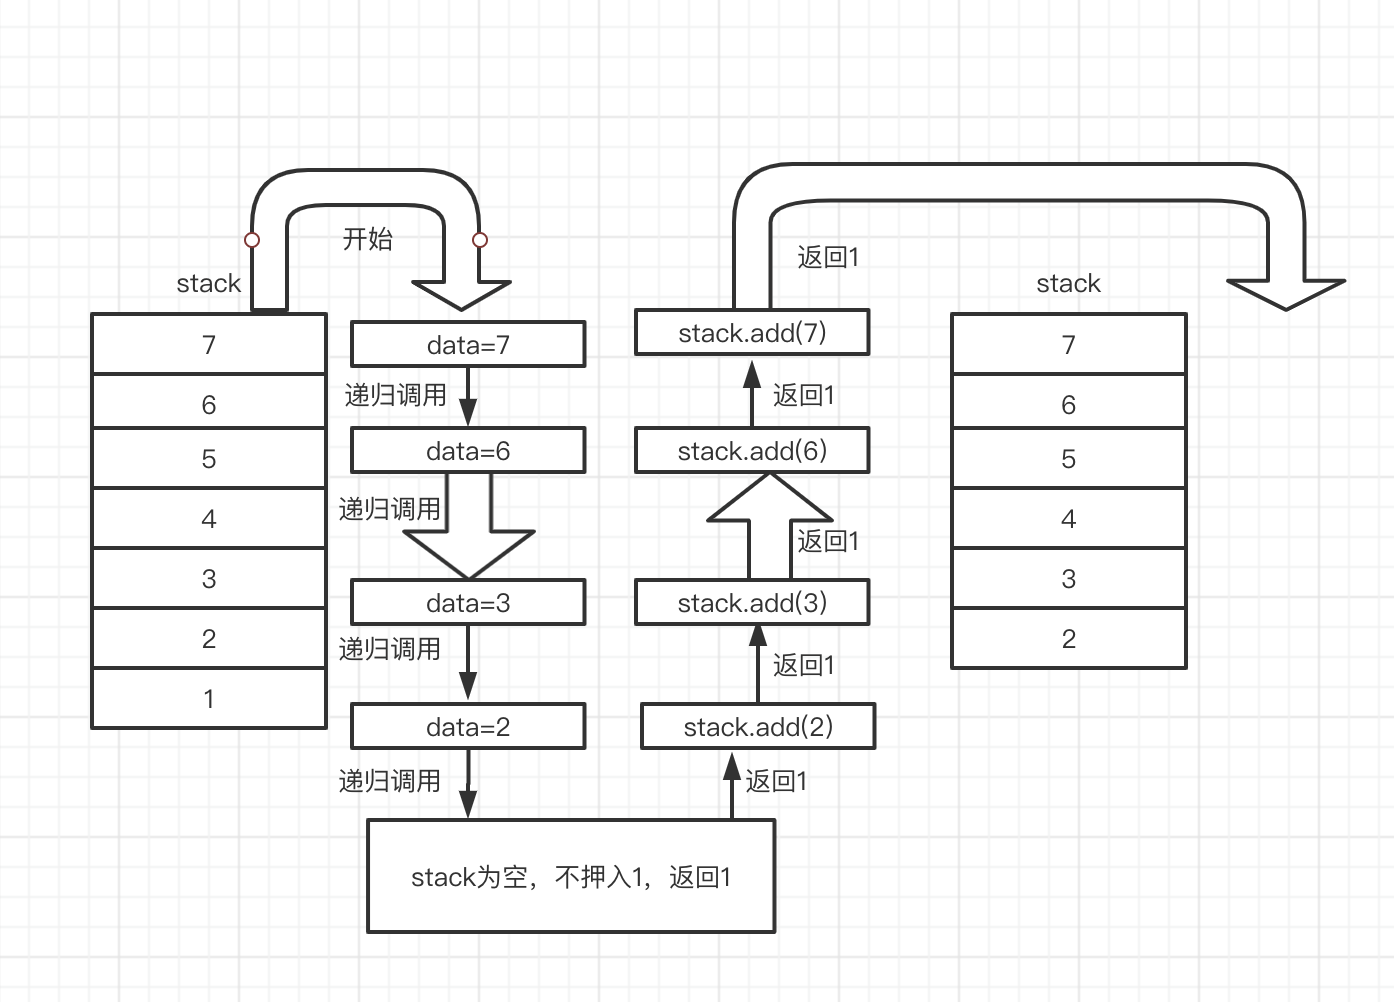 开始
stack
7
6
5
4
3
2
1
data=7
递归调用
data=6
递归调用
data=3
递归调用
data=2
递归调用
stack为空，不押入1，返回1
返回1
stack.add(2)
返回1
stack.add(3)
返回1
stack.add(6)
返回1
stack.add(7)
返回1
stack
7
6
5
4
3
2